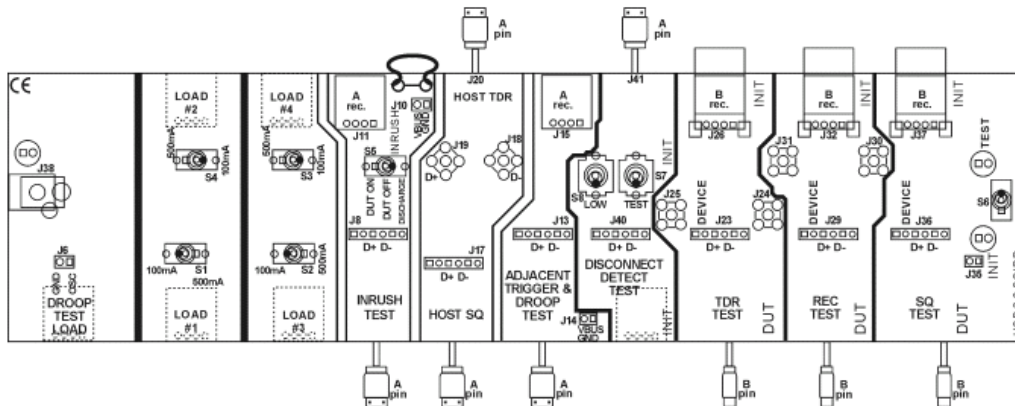 A
pin
A
pin
J20
J41
CE
LOAD
#2
LOAD
#4
A
rec.
J11
J10
VBUS
GND
INRUSH
HOST TDR
A
rec.
J15
B
rec.
J26
INIT
B
rec.
J32
INIT
B
rec.
J37
INIT
TEST
J38
500mA
100mA
S4
500mA
100mA
S3
S5
DUT ON
DUT OFF
DISCHARGE
J19
D+
J18
D-
S8
LOW
S7
TEST
INIT
J25
J31
J24
J30
S6
J8
D+ D-
J17
D+ D-
J13
D+ D-
J40
D+ D-
DEVICE
J23
D+ D-
DEVICE
J29
D+ D-
DEVICE
J36
D+ D-
J6
GND
OSC
100mA
S1
500mA
100mA
S2
500mA
J35
INIT
DROOP
TEST
LOAD
LOAD
#1
LOAD
#3
INRUSH
TEST
HOST SQ
ADJACENT
TRIGGER &
DROOP
TEST
J14
VBUS
GND
DISCONNECT
DETECT
TEST
INIT
TDR
TEST
DUT
REC
TEST
DUT
SQ
TEST
DUT
A
pin
A
pin
A
pin
B
pin
B
pin
B
pin